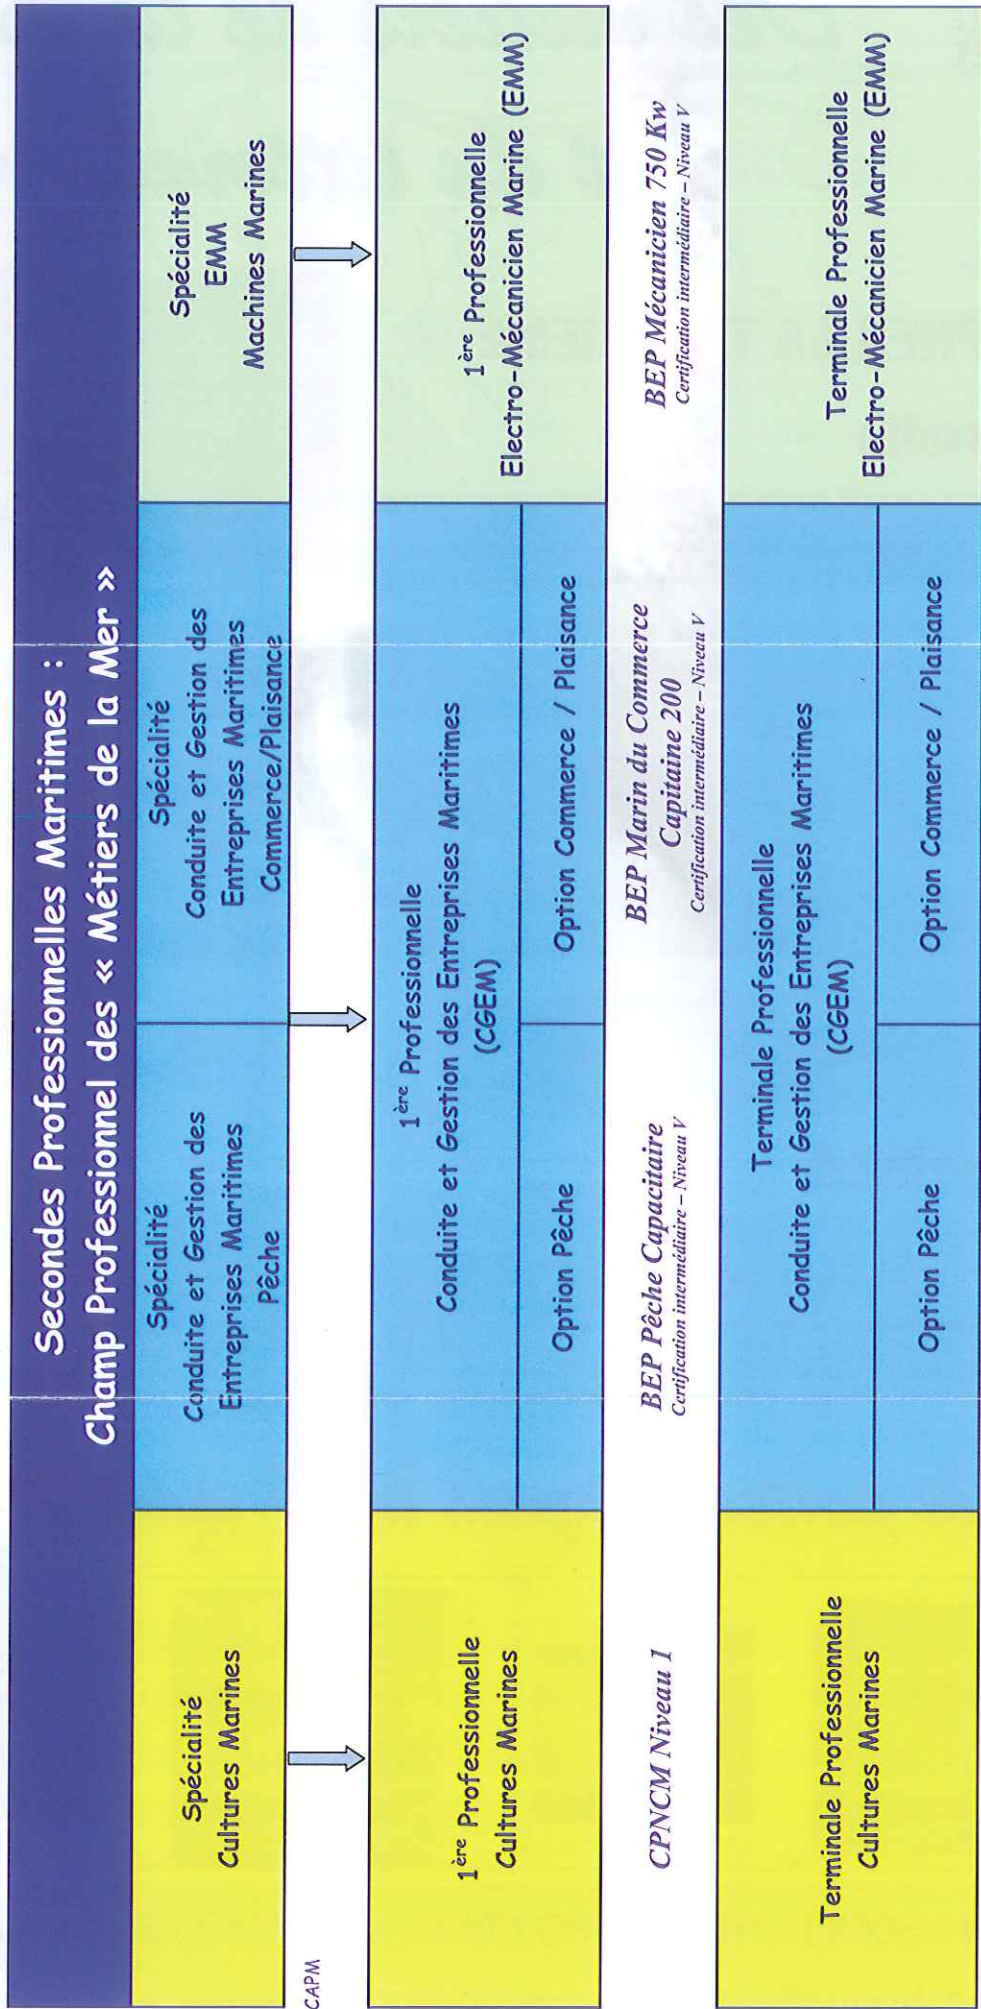 Secondes Professionnelles Maritimes :
Champ Professionnel des « Métiers de la Mer »
Spécialité
Cultures Marines
Spécialité
Conduite et Gestion des
Entreprises Maritimes
Pêche
Spécialité
Conduite et Gestion des
Entreprises Maritimes
Commerce/Plaisance
Spécialité
EMM
Machines Marines
CAPM
1ère Professionnelle
Cultures Marines
1ère Professionnelle
Conduite et Gestion des Entreprises Maritimes
(CGEM)
Option Pêche
Option Commerce / Plaisance
1ère Professionnelle
Electro-Mécanicien Marine (EMM)
CPNCM Niveau 1
BEP Pêche Capacitaire
Certification intermédiaire – Niveau V
BEP Marin du Commerce
Capitaine 200
Certification intermédiaire – Niveau V
BEP Mécanicien 750 Kw
Certification intermédiaire – Niveau V
Terminale Professionnelle
Cultures Marines
Terminale Professionnelle
Conduite et Gestion des Entreprises Maritimes
(CGEM)
Option Pêche
Option Commerce / Plaisance
Terminale Professionnelle
Electro-Mécanicien Marine (EMM)